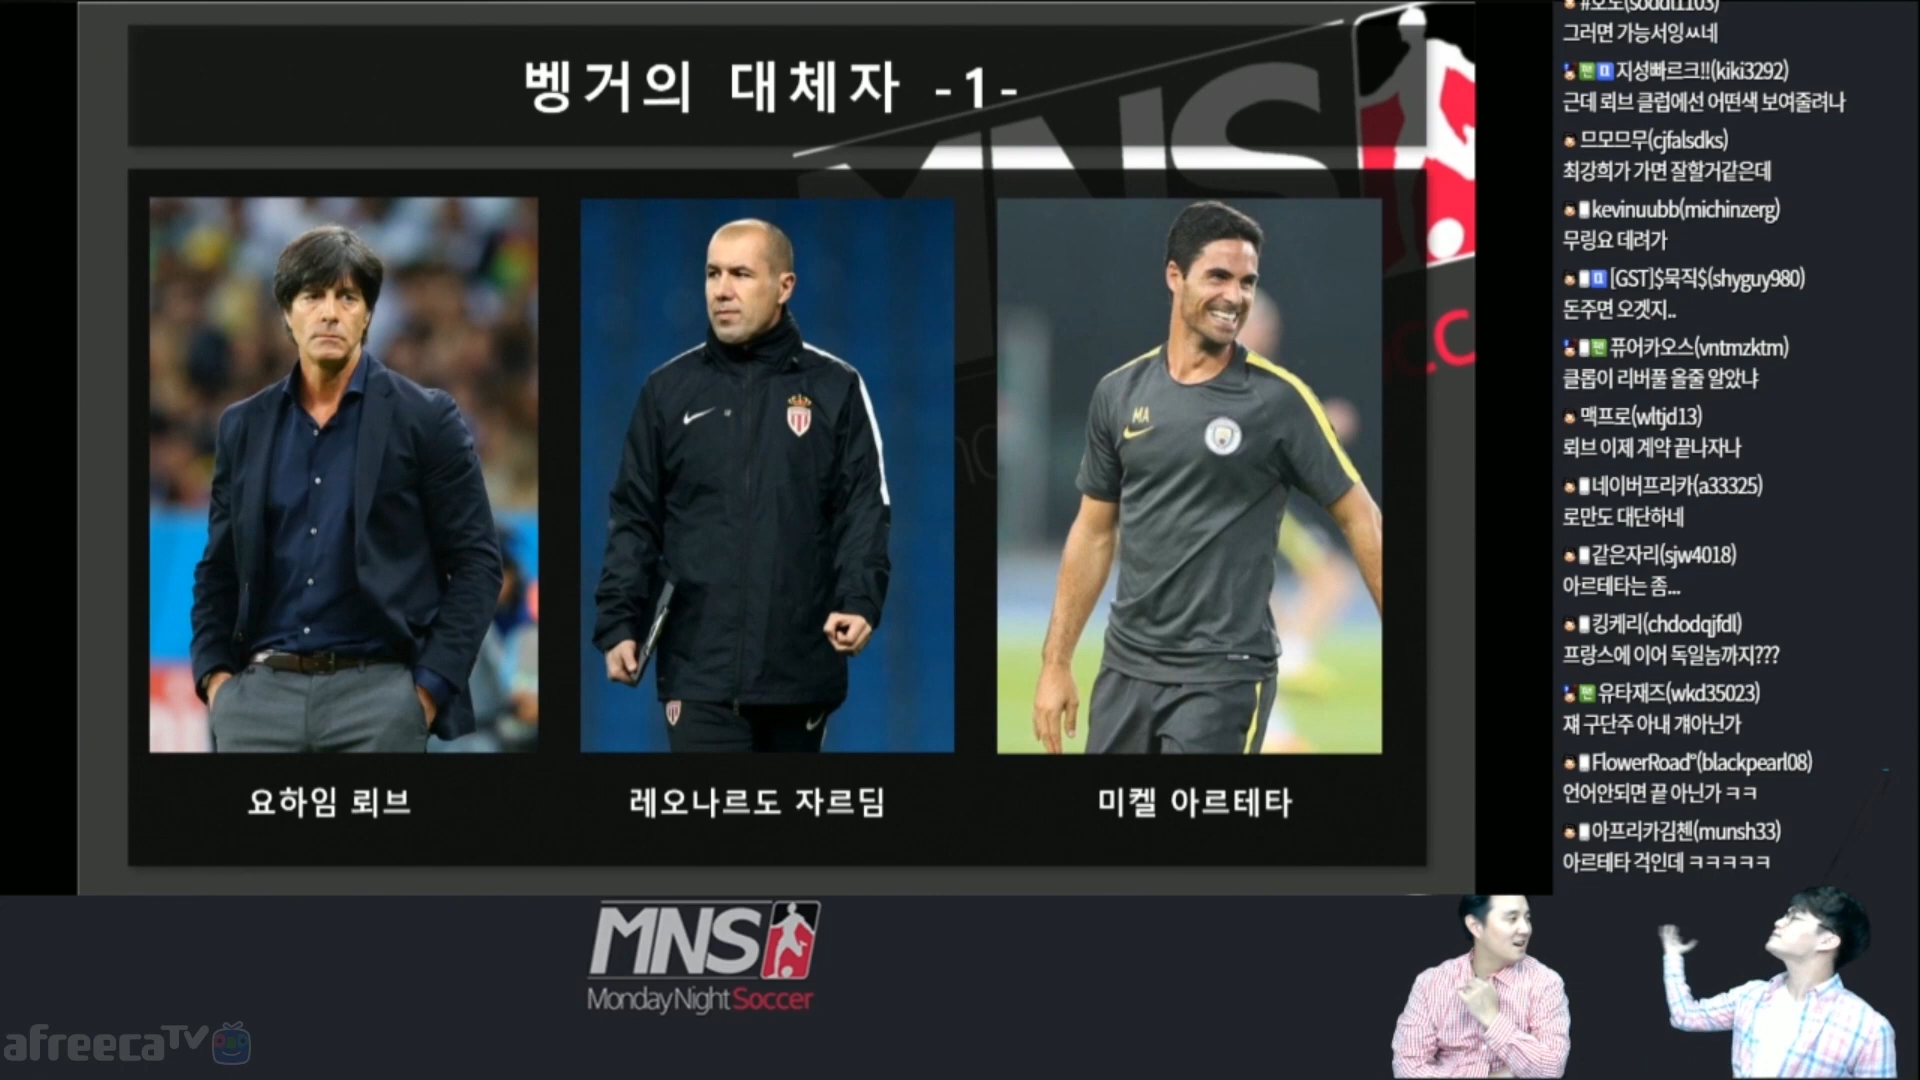 벵거의 대체자 -1-
MNS
요하임 뢰브
레오나르도 자르딤
MA
미켈 아르테타
그러면 가능서잉ㅆ네
지성빠르크!!(kiki3292)
근데 뢰브 클럽에선 어떤색 보여줄려나
므모므무(cjfalsdks)
최강희가 가면 잘할거같은데
kevinuubb(michinzerg)
무링요 데려가
[GST]$묵직$(shyguy980)
돈주면 오겟지..
퓨어카오스(vntmzktm)
클롭이 리버풀 올줄 알았냐
맥프로(wltjd13)
뢰브 이제 계약 끝나자나
네이버프리카(a33325)
로만도 대단하네
같은자리(sjw4018)
아르테타는 좀...
킹케리(chdodqjfdl)
프랑스에 이어 독일놈까지???
유타재즈(wkd35023)
쟤 구단주 아내 걔아닌가
FlowerRoad°(blackpearl08)
언어안되면 끝 아닌가 ㅋㅋ
아프리카김첸(munsh33)
아르테타 걱인데 ㅋㅋㅋㅋㅋ
MNS
MondayNightSoccer
afreecaTV